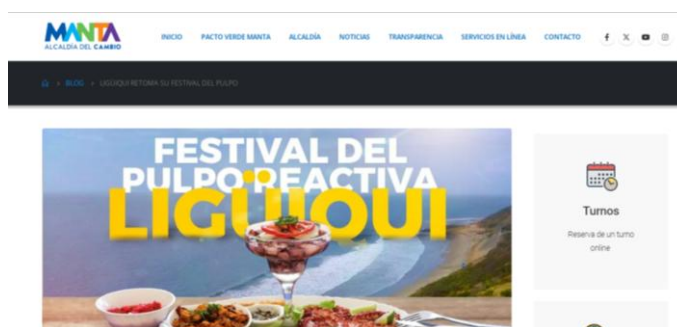 MANTA
ALCALDÍA DEL CAMBIO
INICIO PACTO VERDE MANTA ALCALDÍA NOTICIAS TRANSPARENCIA SERVICIOS EN LÍNEA CONTACTO
BLOG LIGÜIQUI RETOMA SU FESTIVAL DEL PULPO
FESTIVAL DEL
PULPO REACTIVA
LIGÜIQUI
Turnos
Reserva de un turno
online